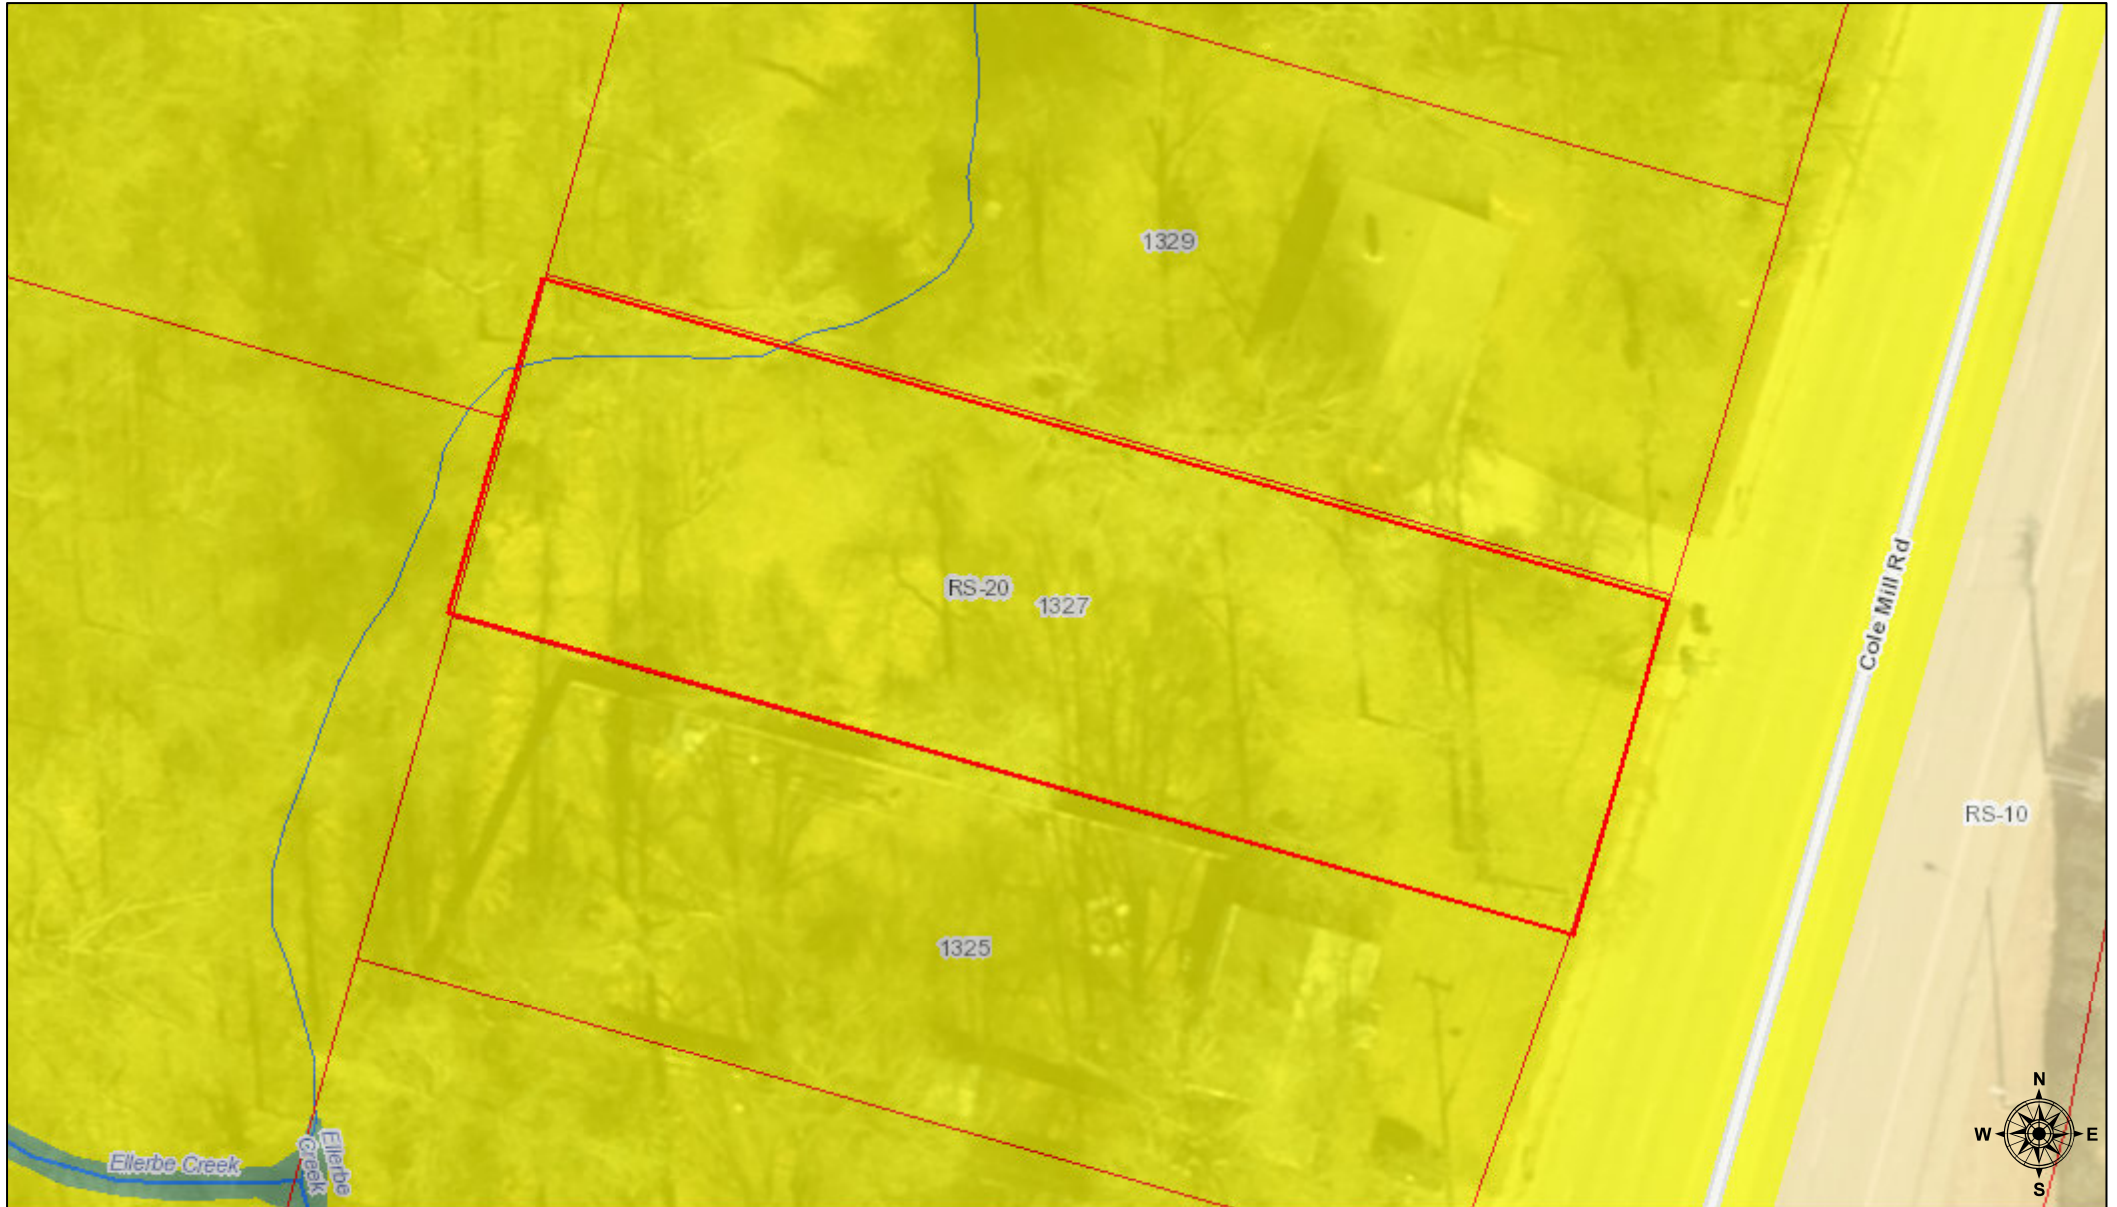 1329
RS-20
1327
Cole Mill Rd
RS-10
1325
N
W
E
S
Ellerbe Creek
Ellerbe
Creek